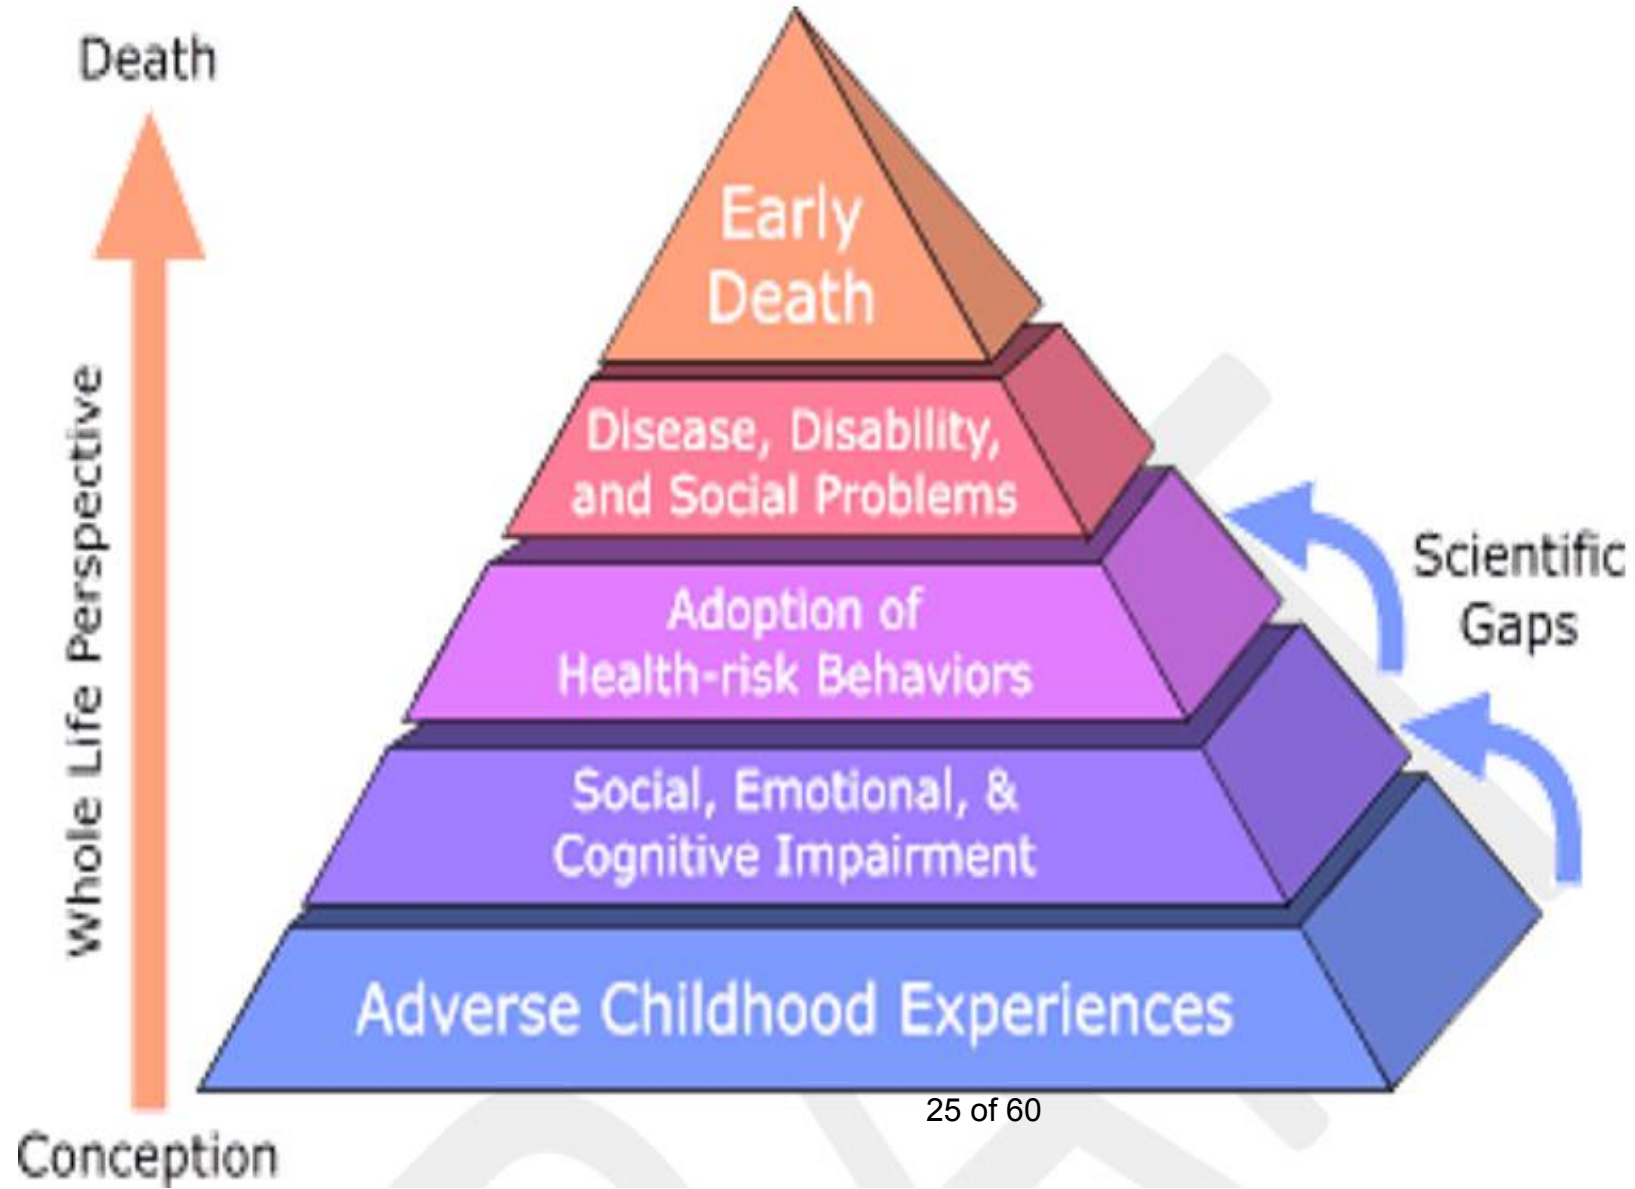 Death
Whole Life Perspective
Conception
Early
Death
Disease, Disability,
and Social Problems
Adoption of
Health-risk Behaviors
Social, Emotional, &
Cognitive Impairment
Adverse Childhood Experiences
Scientific
Gaps
25 of 60